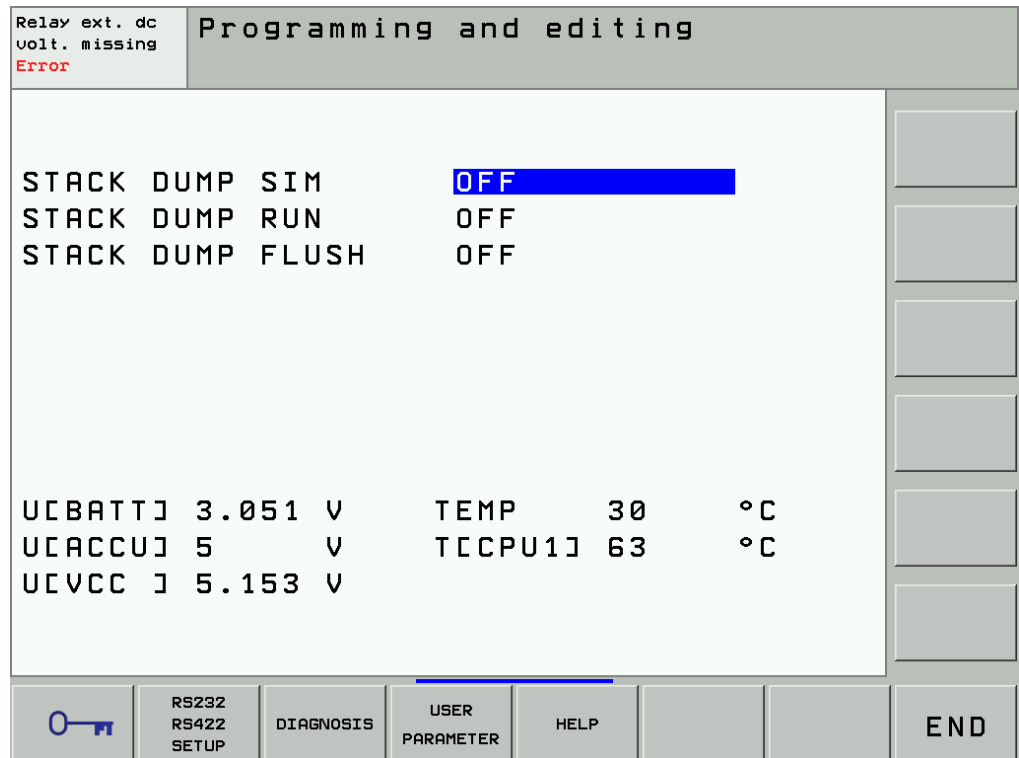 Relay ext. dc
volt. missing
Error
Programming and editing
STACK DUMP SIM OFF
STACK DUMP RUN OFF
STACK DUMP FLUSH OFF
U[BATT] 3.051 V TEMP 30 °C
U[ACCU] 5 V T[CPU1] 63 °C
U[VCC ] 5.153 V
RS232
RS422
SETUP
DIAGNOSIS
USER
PARAMETER
HELP
END